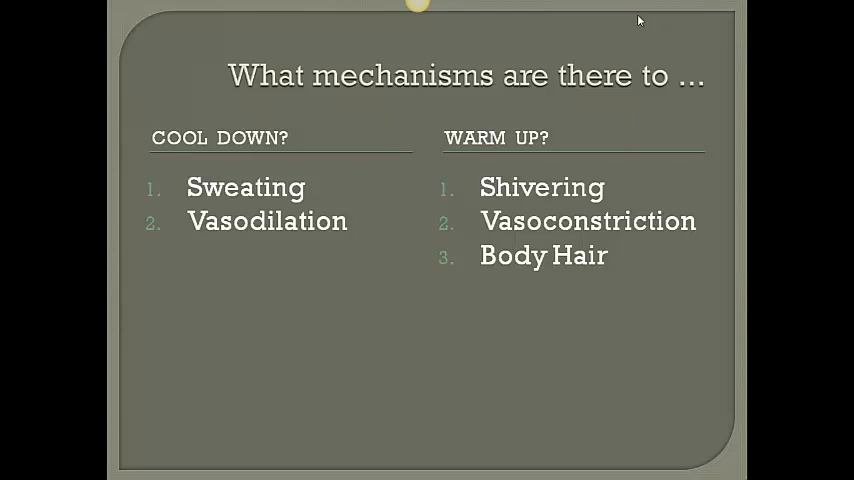 What mechanisms are there to ...
COOL DOWN?
1. Sweating
2. Vasodilation
WARM UP?
1. Shivering
2. Vasoconstriction
3. Body Hair